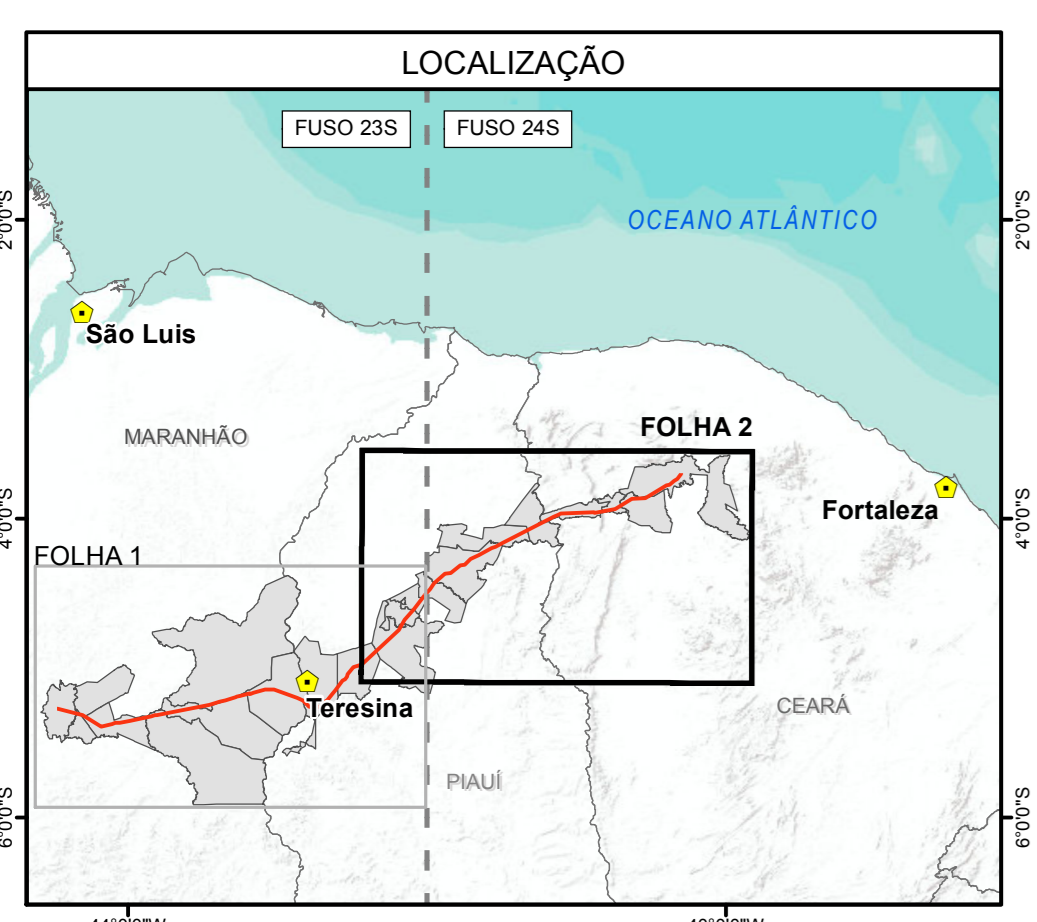 LOCALIZAÇÃO
FUSO 23S
FUSO 24S
2°0'0"S
2°0'0"S
OCEANO ATLÂNTICO
São Luis
MARANHÃO
FOLHA 2
Fortaleza
4°0'0"S
4°0'0"S
FOLHA 1
Teresina
CEARÁ
PIAUÍ
6°0'0"S
6°0'0"S